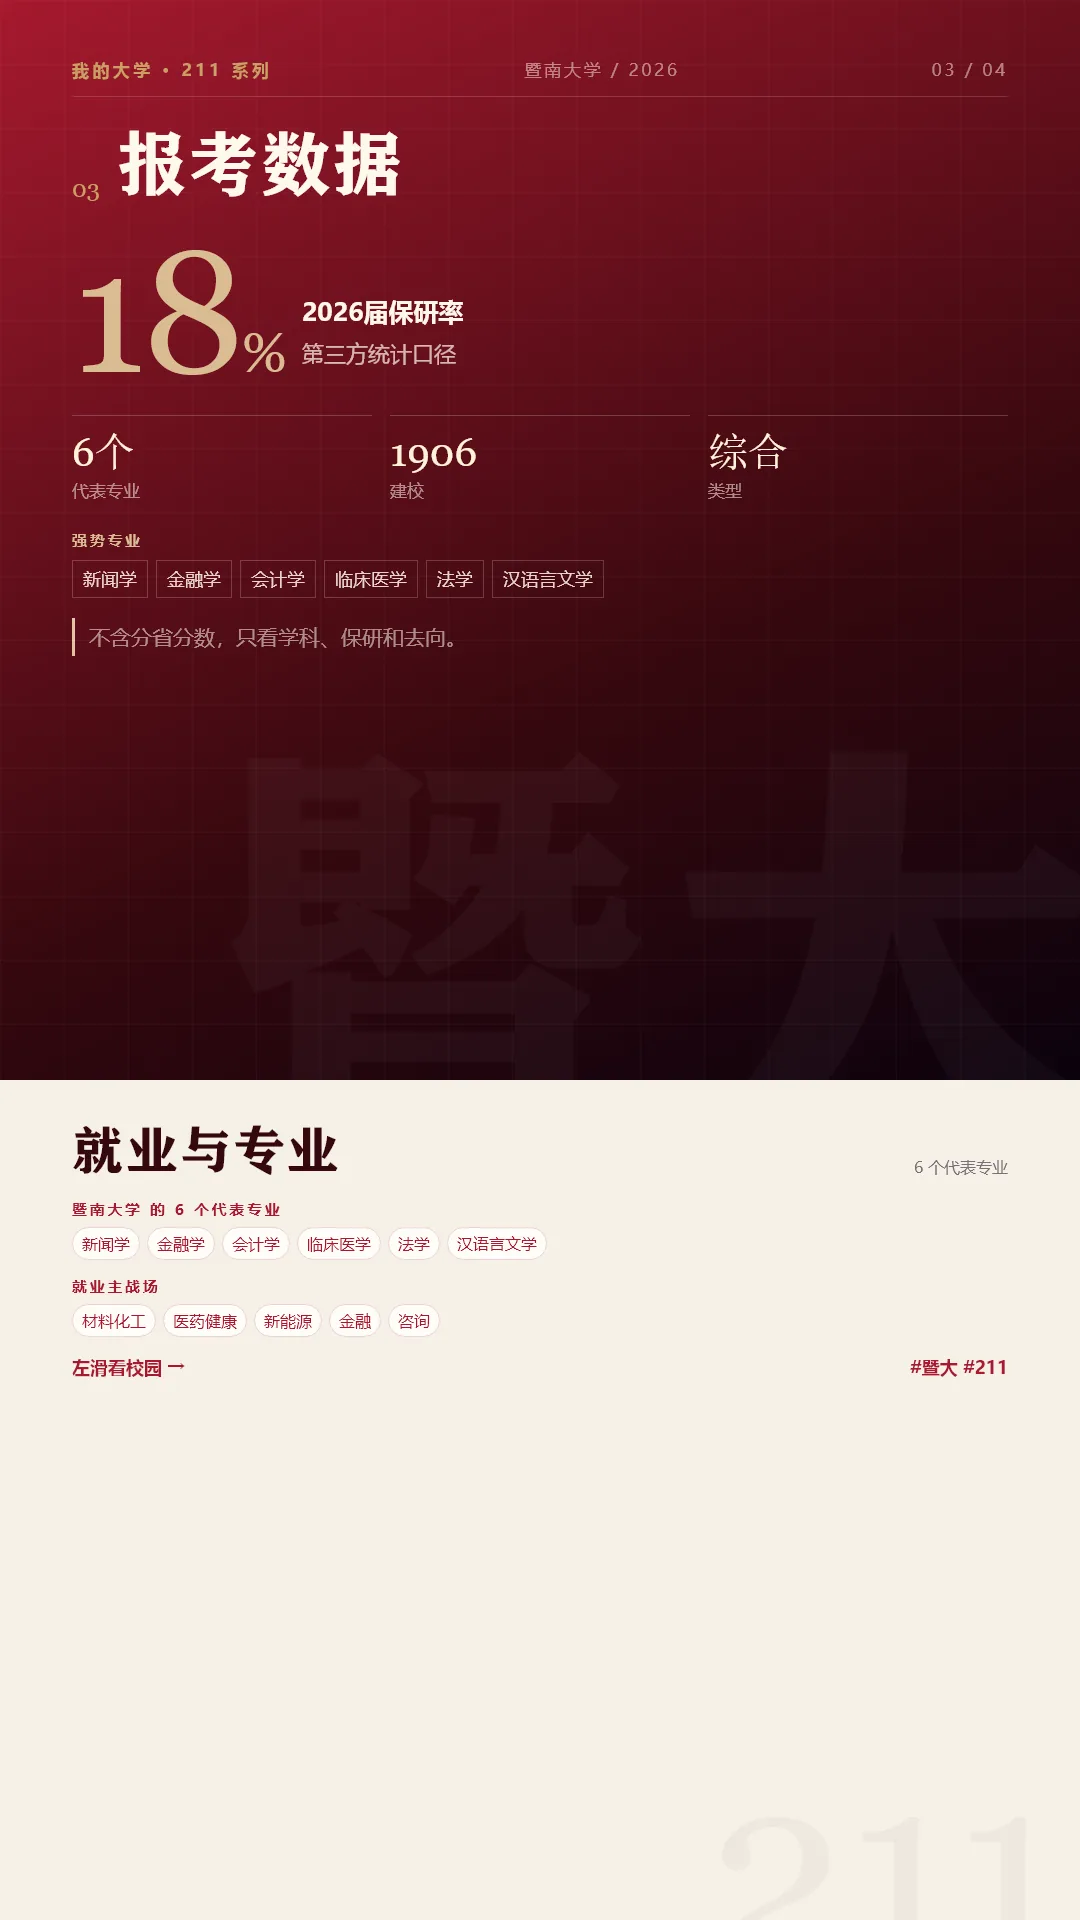 我的大学 · 211 系列
暨南大学 / 2026
03 / 04
03 报考数据
18%
2026届保研率
第三方统计口径
6个
代表专业
1906
建校
综合
类型
强势专业
新闻学 金融学 会计学 临床医学 法学 汉语言文学
不含分省分数，只看学科、保研和去向。
暨大
就业与专业
6 个代表专业
暨南大学 的 6 个代表专业
新闻学 金融学 会计学 临床医学 法学 汉语言文学
就业主战场
材料化工 医药健康 新能源 金融 咨询
左滑看校园 →
#暨大 #211
211